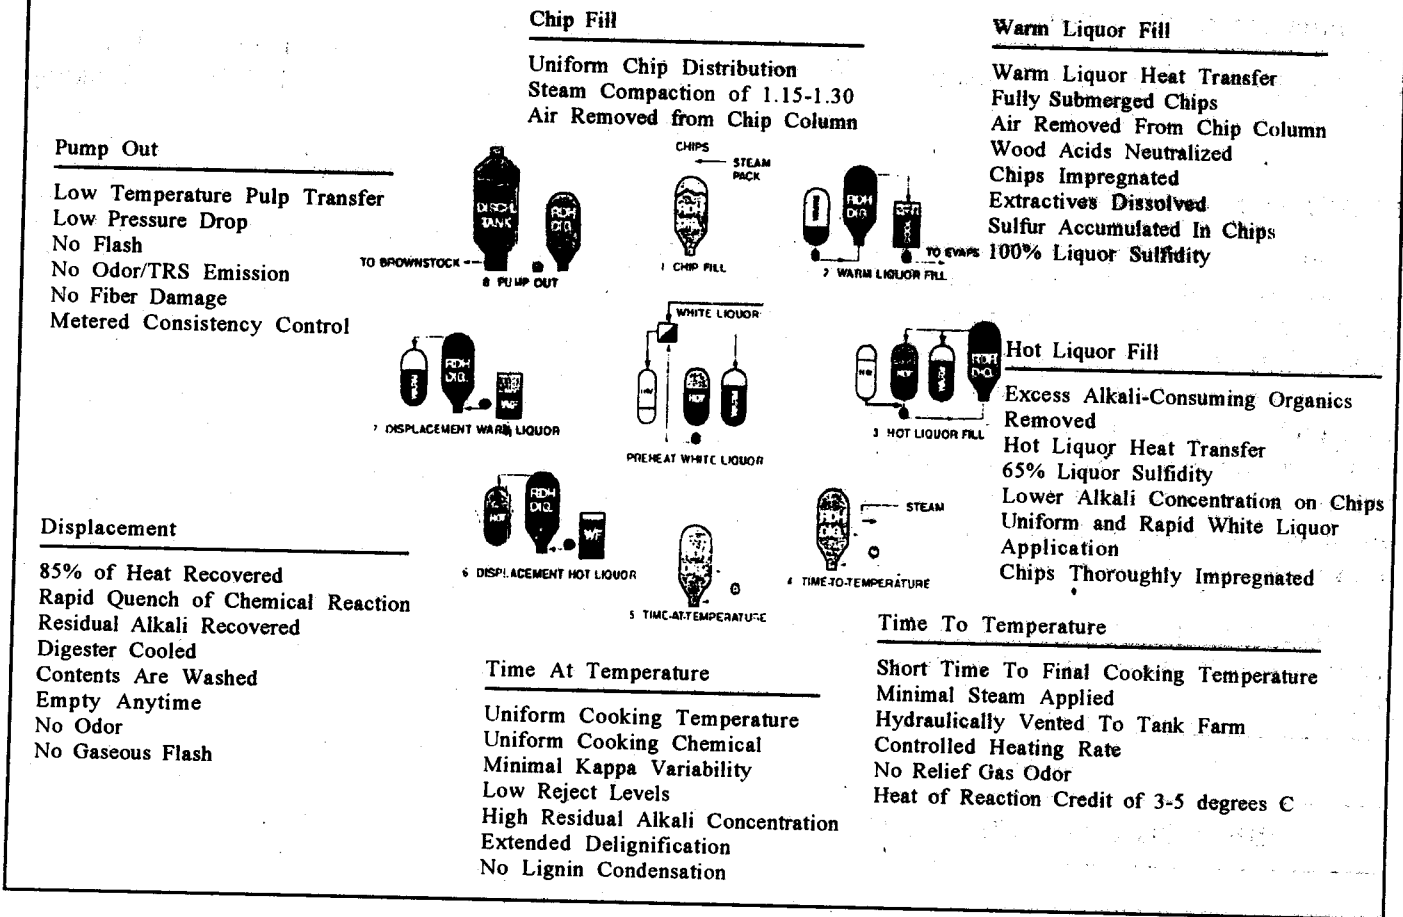 Chip Fill
Uniform Chip Distribution
Steam Compaction of 1.15-1.30
Air Removed from Chip Column
Warm Liquor Fill
Warm Liquor Heat Transfer
Fully Submerged Chips
Air Removed From Chip Column
Wood Acids Neutralized
Chips Impregnated
Extractives Dissolved
Sulfur Accumulated In Chips
100% Liquor Sulfidity
Pump Out
Low Temperature Pulp Transfer
Low Pressure Drop
No Flash
No Odor/TRS Emission
No Fiber Damage
Metered Consistency Control
CHIPS
STEAM
PACK
DISCH.
TANK
RDH
DIG.
TO BROWNSTOCK
8 PUMP OUT
1 CHIP FILL
RDH
DIG.
TO EVAPS
2 WARM LIQUOR FILL
WHITE LIQUOR
HOT
PREHEAT WHITE LIQUOR
RDH
DIG.
WARM
7 DISPLACEMENT WARM LIQUOR
HOT
WARM
RDH
DIG.
3 HOT LIQUOR FILL
Hot Liquor Fill
Excess Alkali-Consuming Organics
Removed
Hot Liquor Heat Transfer
65% Liquor Sulfidity
Lower Alkali Concentration on Chips
Uniform and Rapid White Liquor
Application
Chips Thoroughly Impregnated
HOT
RDH
DIG.
WF
6 DISPLACEMENT HOT LIQUOR
STEAM
4 TIME-TO-TEMPERATURE
5 TIME-AT-TEMPERATURE
Displacement
85% of Heat Recovered
Rapid Quench of Chemical Reaction
Residual Alkali Recovered
Digester Cooled
Contents Are Washed
Empty Anytime
No Odor
No Gaseous Flash
Time At Temperature
Uniform Cooking Temperature
Uniform Cooking Chemical
Minimal Kappa Variability
Low Reject Levels
High Residual Alkali Concentration
Extended Delignification
No Lignin Condensation
Time To Temperature
Short Time To Final Cooking Temperature
Minimal Steam Applied
Hydraulically Vented To Tank Farm
Controlled Heating Rate
No Relief Gas Odor
Heat of Reaction Credit of 3-5 degrees C